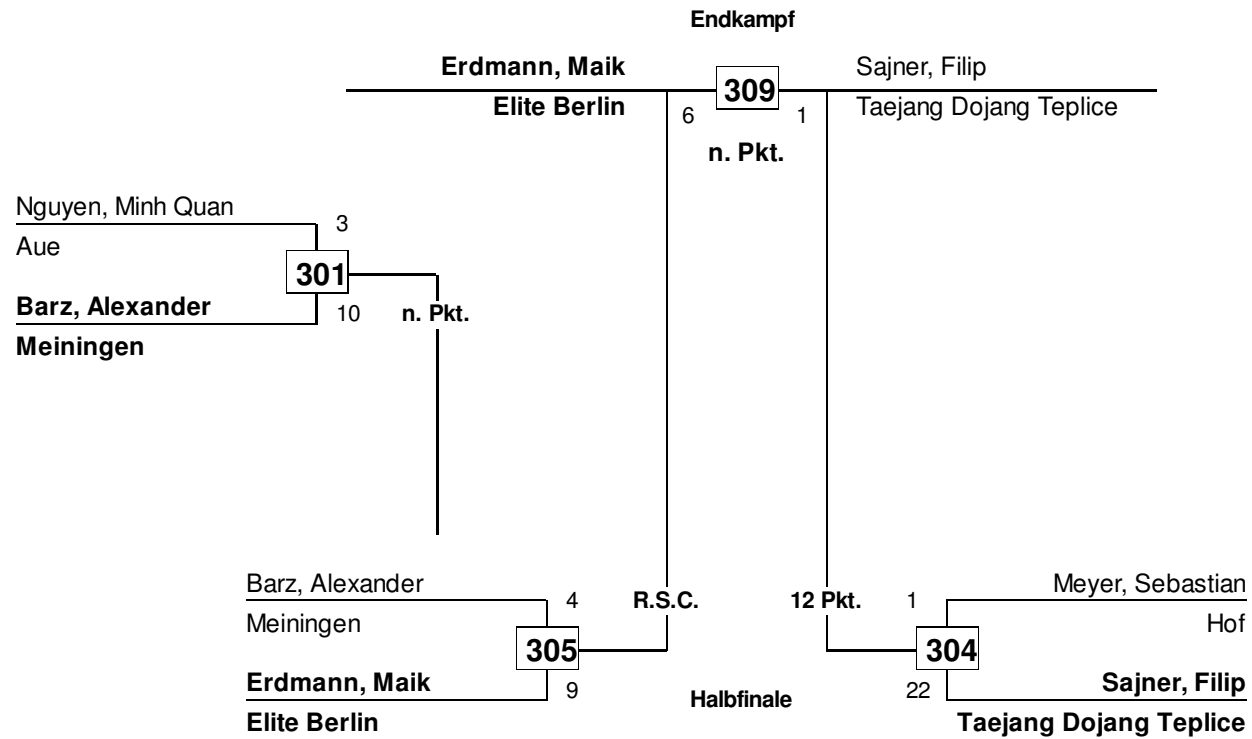 Endkampf
Erdmann, Maik
Elite Berlin
6
309
1
n. Pkt.
Sajner, Filip
Taejang Dojang Teplice
Nguyen, Minh Quan
Aue
3
301
Barz, Alexander
Meiningen
10
n. Pkt.
Barz, Alexander
Meiningen
4
305
Erdmann, Maik
Elite Berlin
9
R.S.C.
12 Pkt.
Halbfinale
1
Meyer, Sebastian
Hof
304
22
Sajner, Filip
Taejang Dojang Teplice